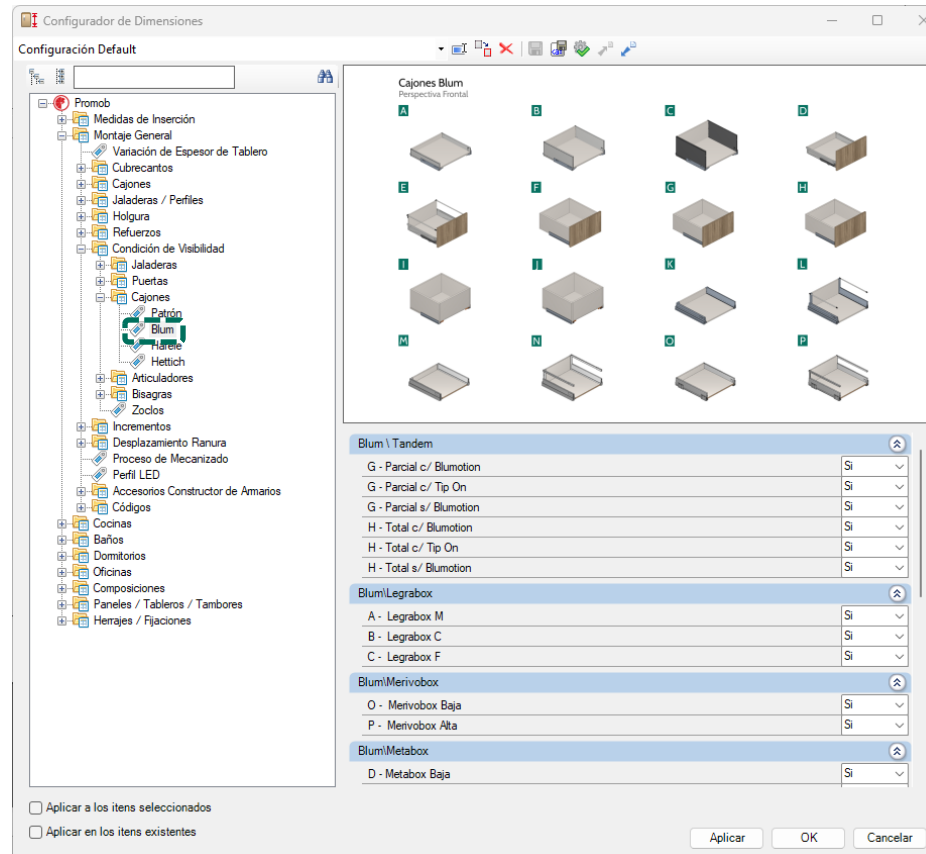 Configurador de Dimensiones
Configuración Default
Promob
Medidas de Inserción
Montaje General
Variación de Espesor de Tablero
Cubrecantos
Cajones
Jaladeras / Perfiles
Holgura
Refuerzos
Condición de Visibilidad
Jaladeras
Puertas
Cajones
Patrón
Blum
Hafele
Hettich
Articuladores
Bisagras
Zoclos
Incrementos
Desplazamiento Ranura
Proceso de Mecanizado
Perfil LED
Accesorios Constructor de Amarios
Códigos
Cocinas
Baños
Dormitorios
Oficinas
Composiciones
Paneles / Tableros / Tambores
Herrajes / Fijaciones
Cajones Blum
Perspectiva Frontal
A B C D
E F G H
I J K L
M N O P
Blum \ Tandem
G - Parcial c/ Blumotion Si
G - Parcial c/ Tip On Si
G - Parcial s/ Blumotion Si
H - Total c/ Blumotion Si
H - Total c/ Tip On Si
H - Total s/ Blumotion Si
Blum\Legrabox
A - Legrabox M Si
B - Legrabox C Si
C - Legrabox F Si
Blum\Merivobox
O - Merivobox Baja Si
P - Merivobox Alta Si
Blum\Metabox
D - Metabox Baja Si
Aplicar a los itens seleccionados
Aplicar en los itens existentes
Aplicar OK Cancelar